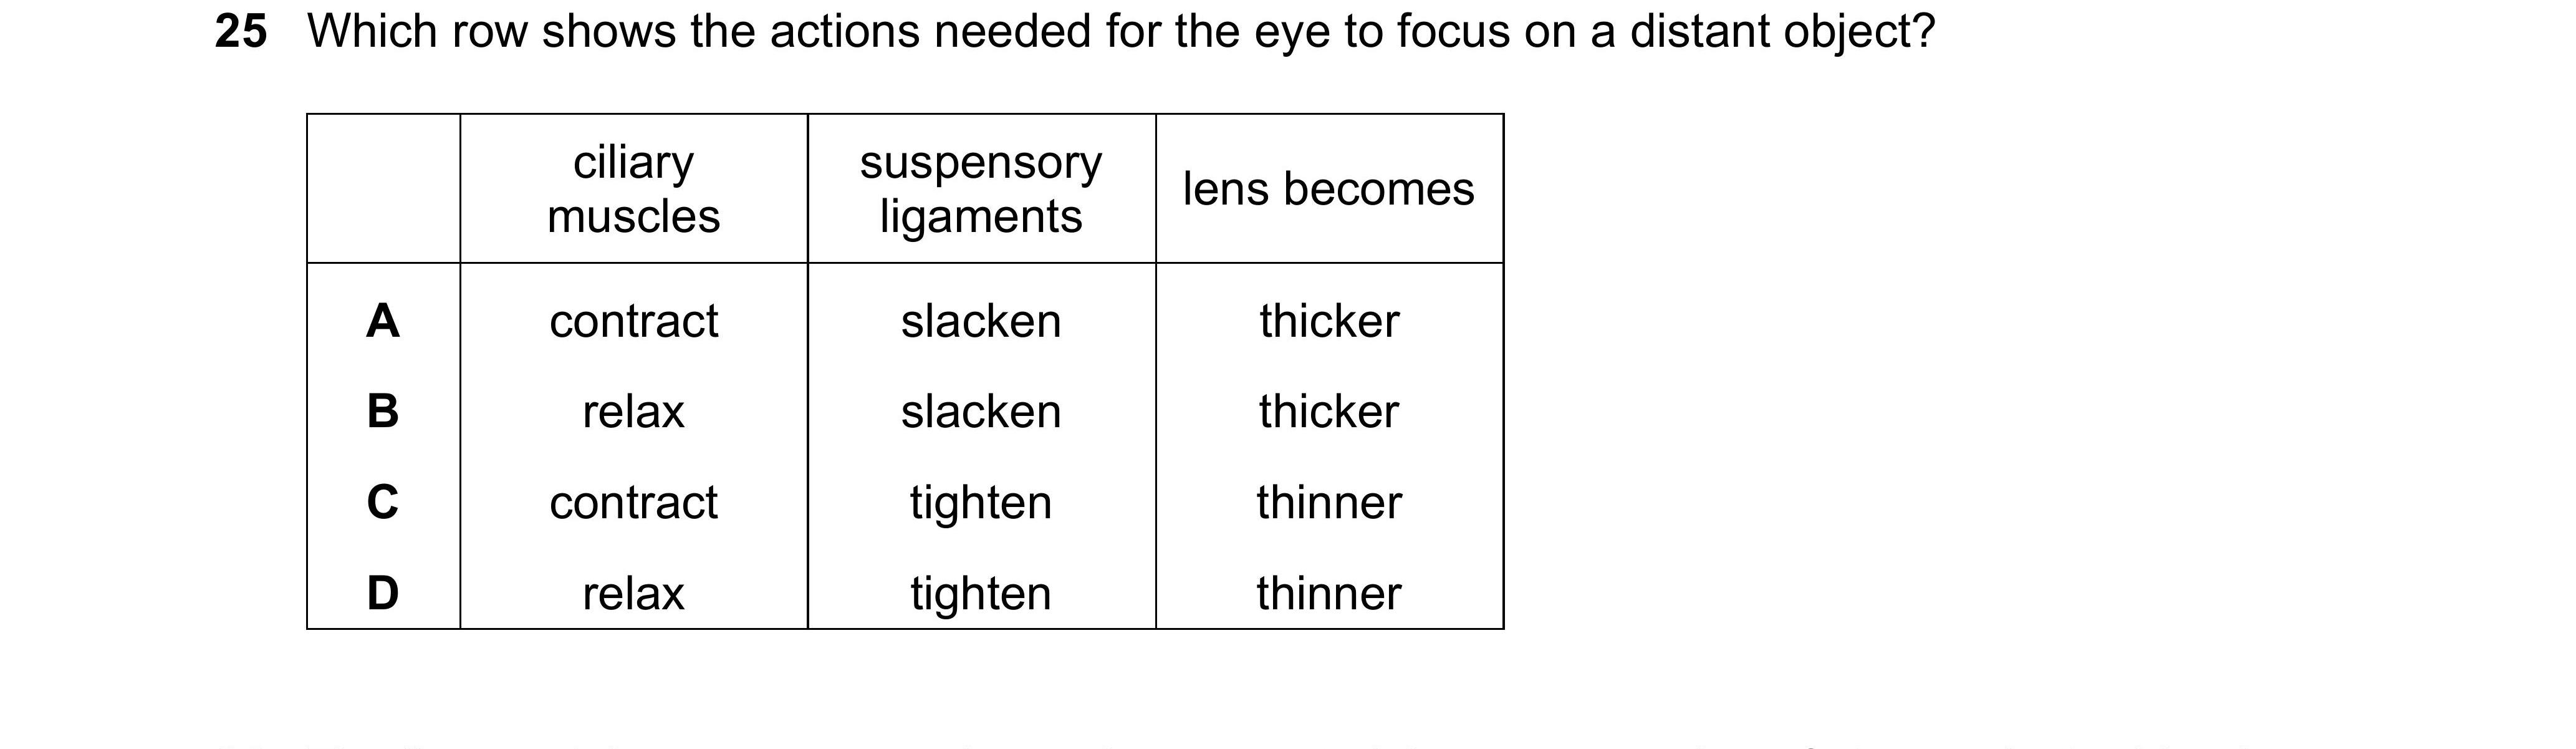 25 Which row shows the actions needed for the eye to focus on a distant object?
ciliary muscles suspensory ligaments lens becomes
A contract slacken thicker
B relax slacken thicker
C contract tighten thinner
D relax tighten thinner